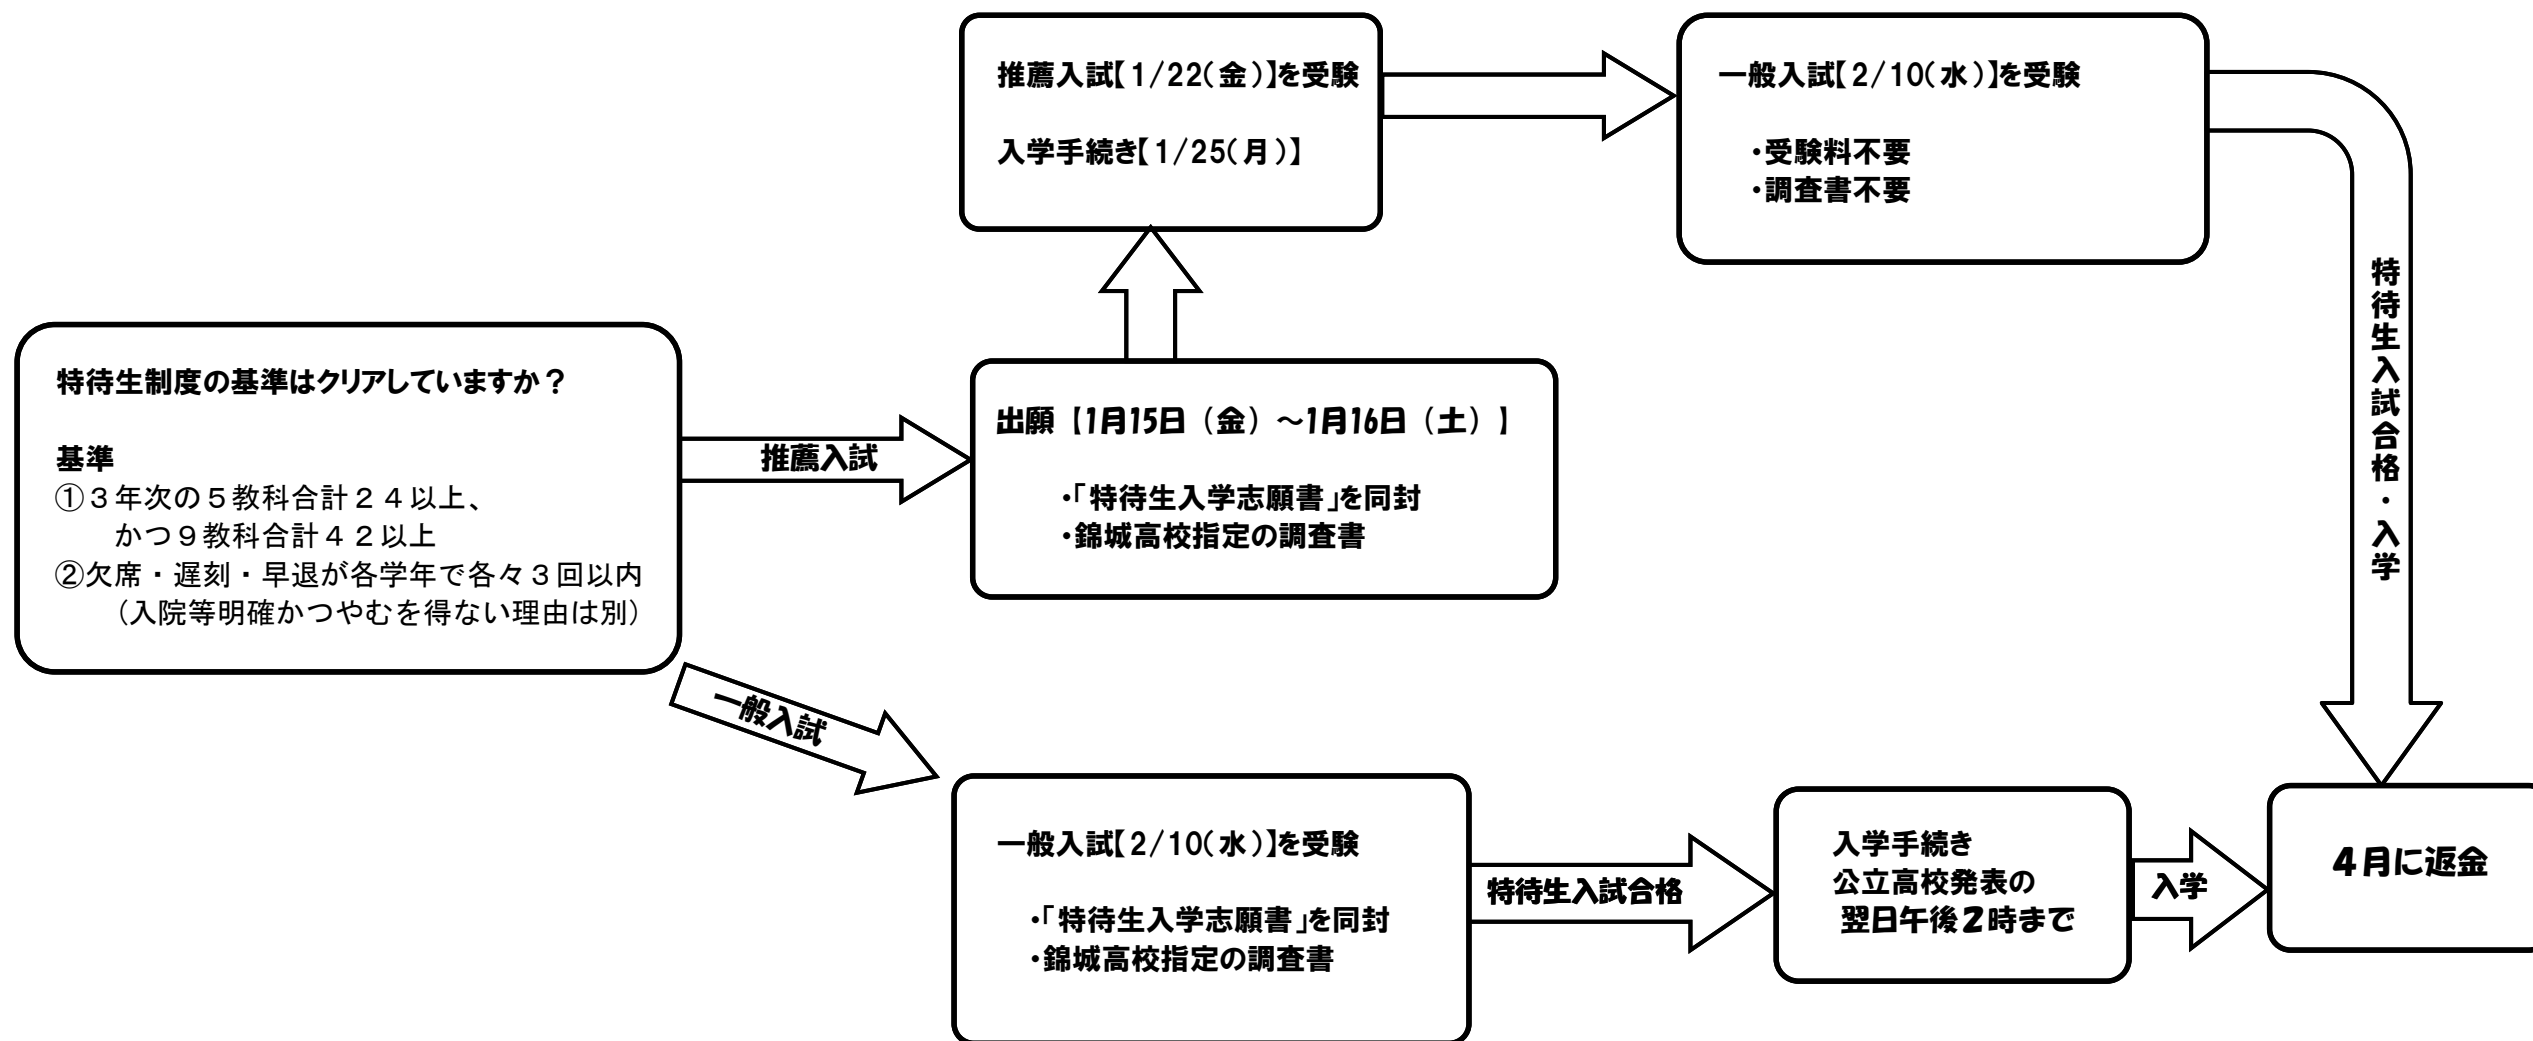 特待生制度の基準はクリアしていますか？
基準
①３年次の５教科合計２４以上、
かつ９教科合計４２以上
②欠席・遅刻・早退が各学年で各々３回以内
（入院等明確かつやむを得ない理由は別）
推薦入試
出願【1月15日（金）～1月16日（土）】
・「特待生入学志願書」を同封
・錦城高校指定の調査書
推薦入試【1/22(金)】を受験
入学手続き【1/25(月)】
一般入試【2/10(水)】を受験
・受験料不要
・調査書不要
特待生入試合格・入学
一般入試
一般入試【2/10(水)】を受験
・「特待生入学志願書」を同封
・錦城高校指定の調査書
特待生入試合格
入学手続き
公立高校発表の
翌日午後２時まで
入学
４月に返金